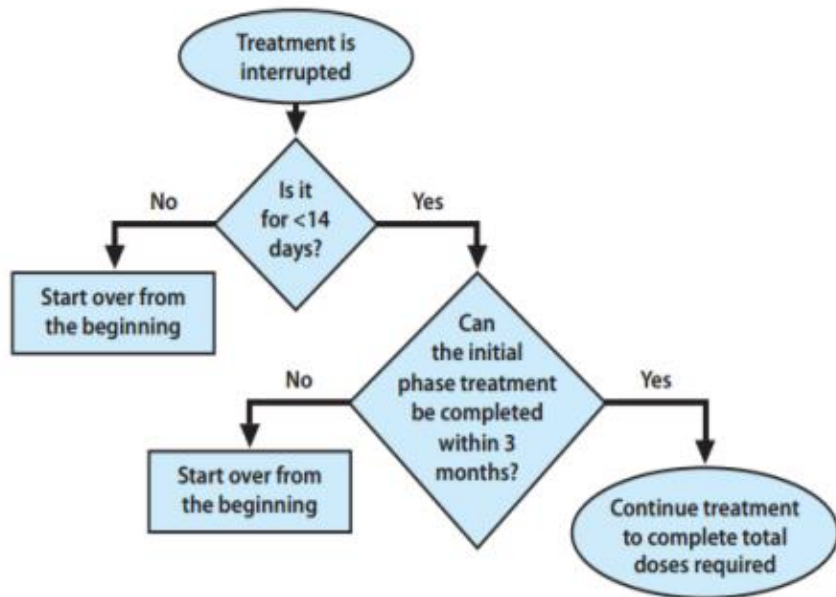 Treatment is
interrupted
Is it
for <14
days?
No
Yes
Start over from
the beginning
Can
the initial
phase treatment
be completed
within 3
months?
No
Yes
Start over from
the beginning
Continue treatment
to complete total
doses required